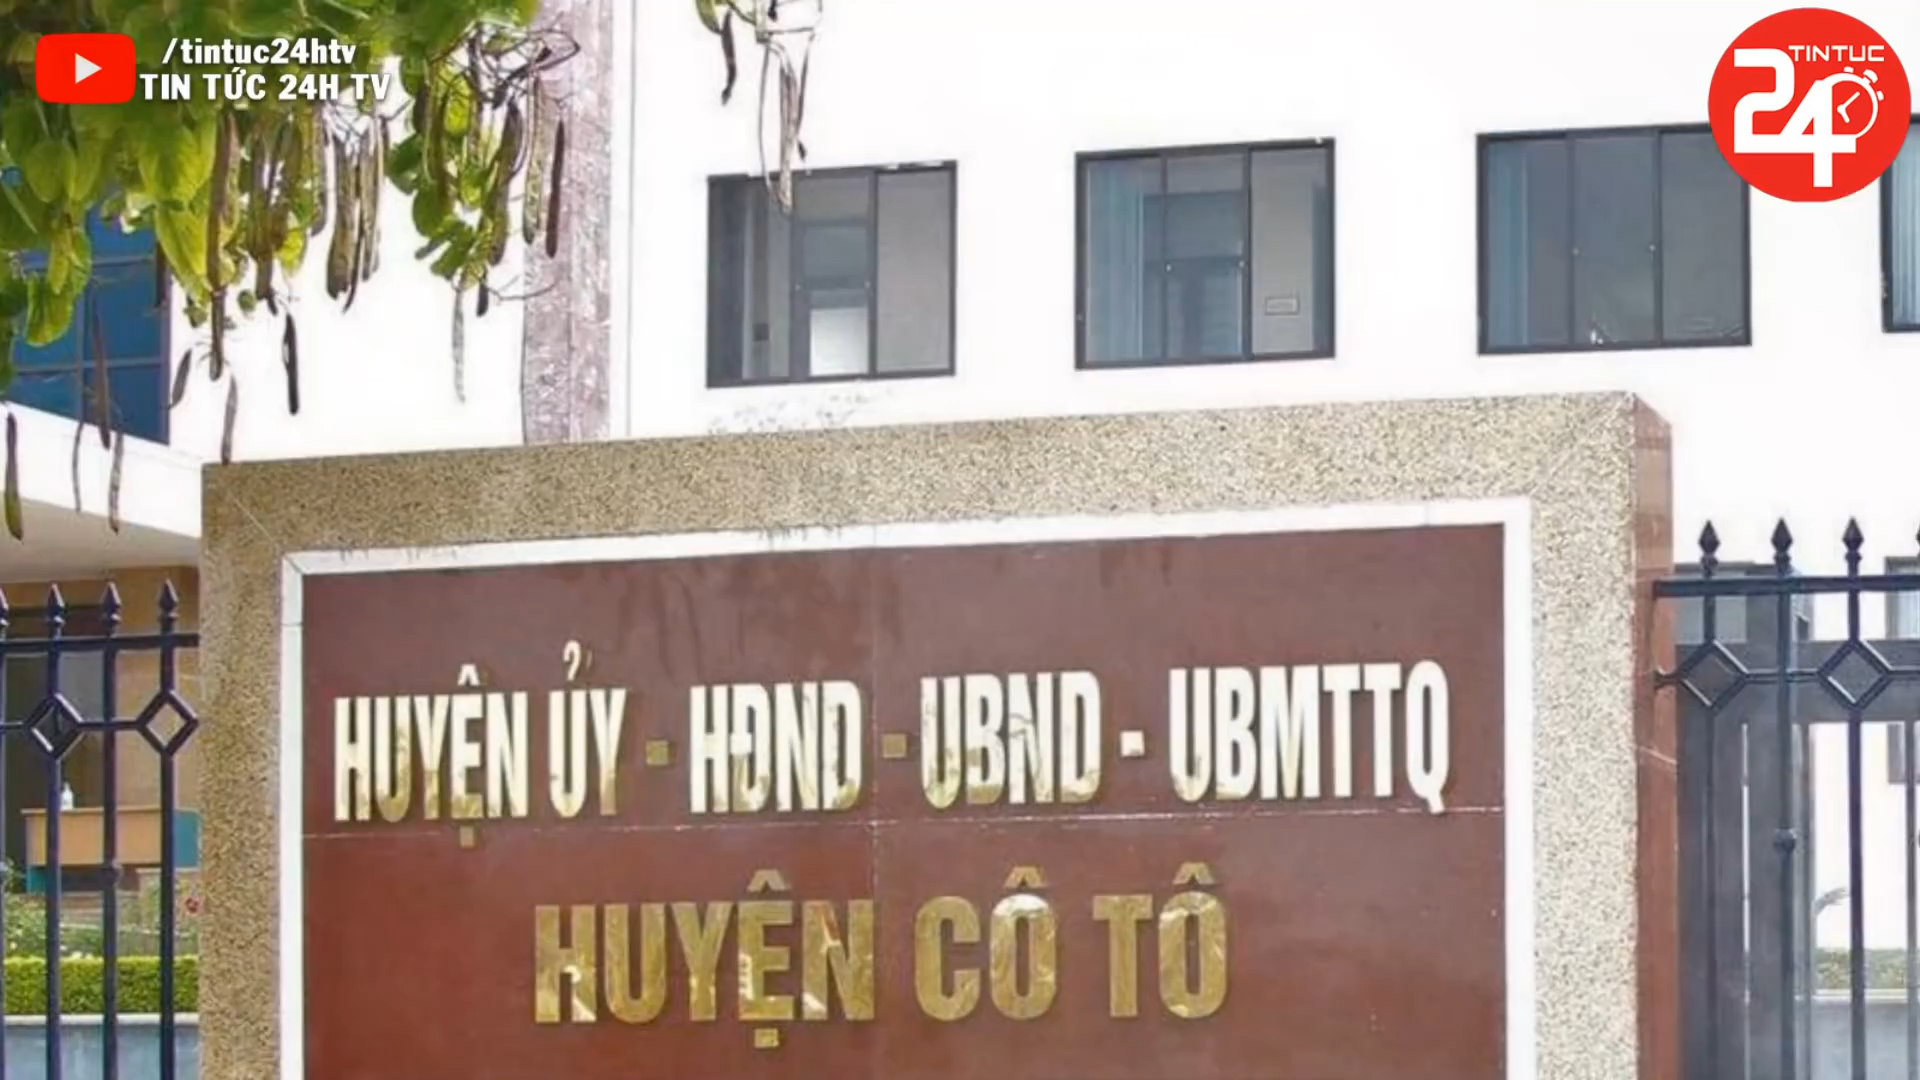 /tintuc24htv
TIN TỨC 24H TV
TINTUC
24
HUYỆN ỦY - HĐND - UBND - UBMTTQ
HUYỆN CÔ TÔ